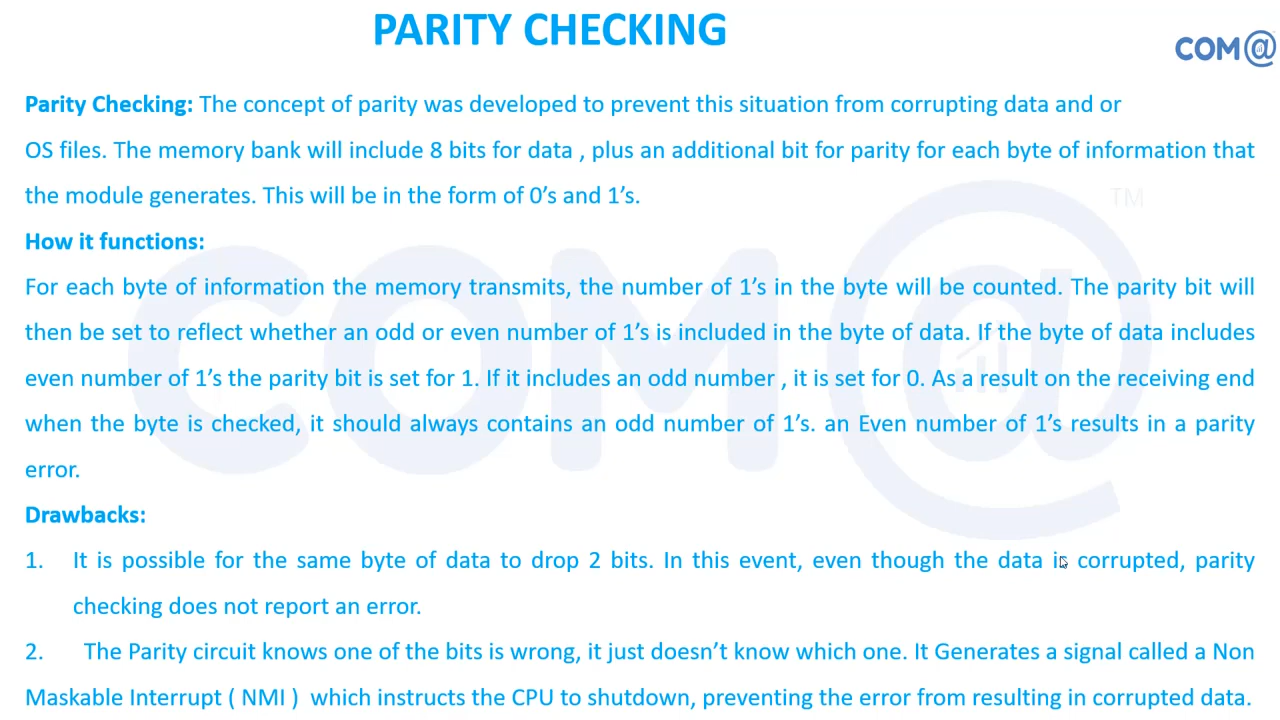 PARITY CHECKING
COM@
Parity Checking: The concept of parity was developed to prevent this situation from corrupting data and or
OS files. The memory bank will include 8 bits for data , plus an additional bit for parity for each byte of information that
the module generates. This will be in the form of 0’s and 1’s.
TM
How it functions:
For each byte of information the memory transmits, the number of 1’s in the byte will be counted. The parity bit will
then be set to reflect whether an odd or even number of 1’s is included in the byte of data. If the byte of data includes
even number of 1’s the parity bit is set for 1. If it includes an odd number , it is set for 0. As a result on the receiving end
when the byte is checked, it should always contains an odd number of 1’s. an Even number of 1’s results in a parity
error.
COM@
Drawbacks:
1. It is possible for the same byte of data to drop 2 bits. In this event, even though the data is corrupted, parity
checking does not report an error.
2. The Parity circuit knows one of the bits is wrong, it just doesn’t know which one. It Generates a signal called a Non
Maskable Interrupt ( NMI ) which instructs the CPU to shutdown, preventing the error from resulting in corrupted data.